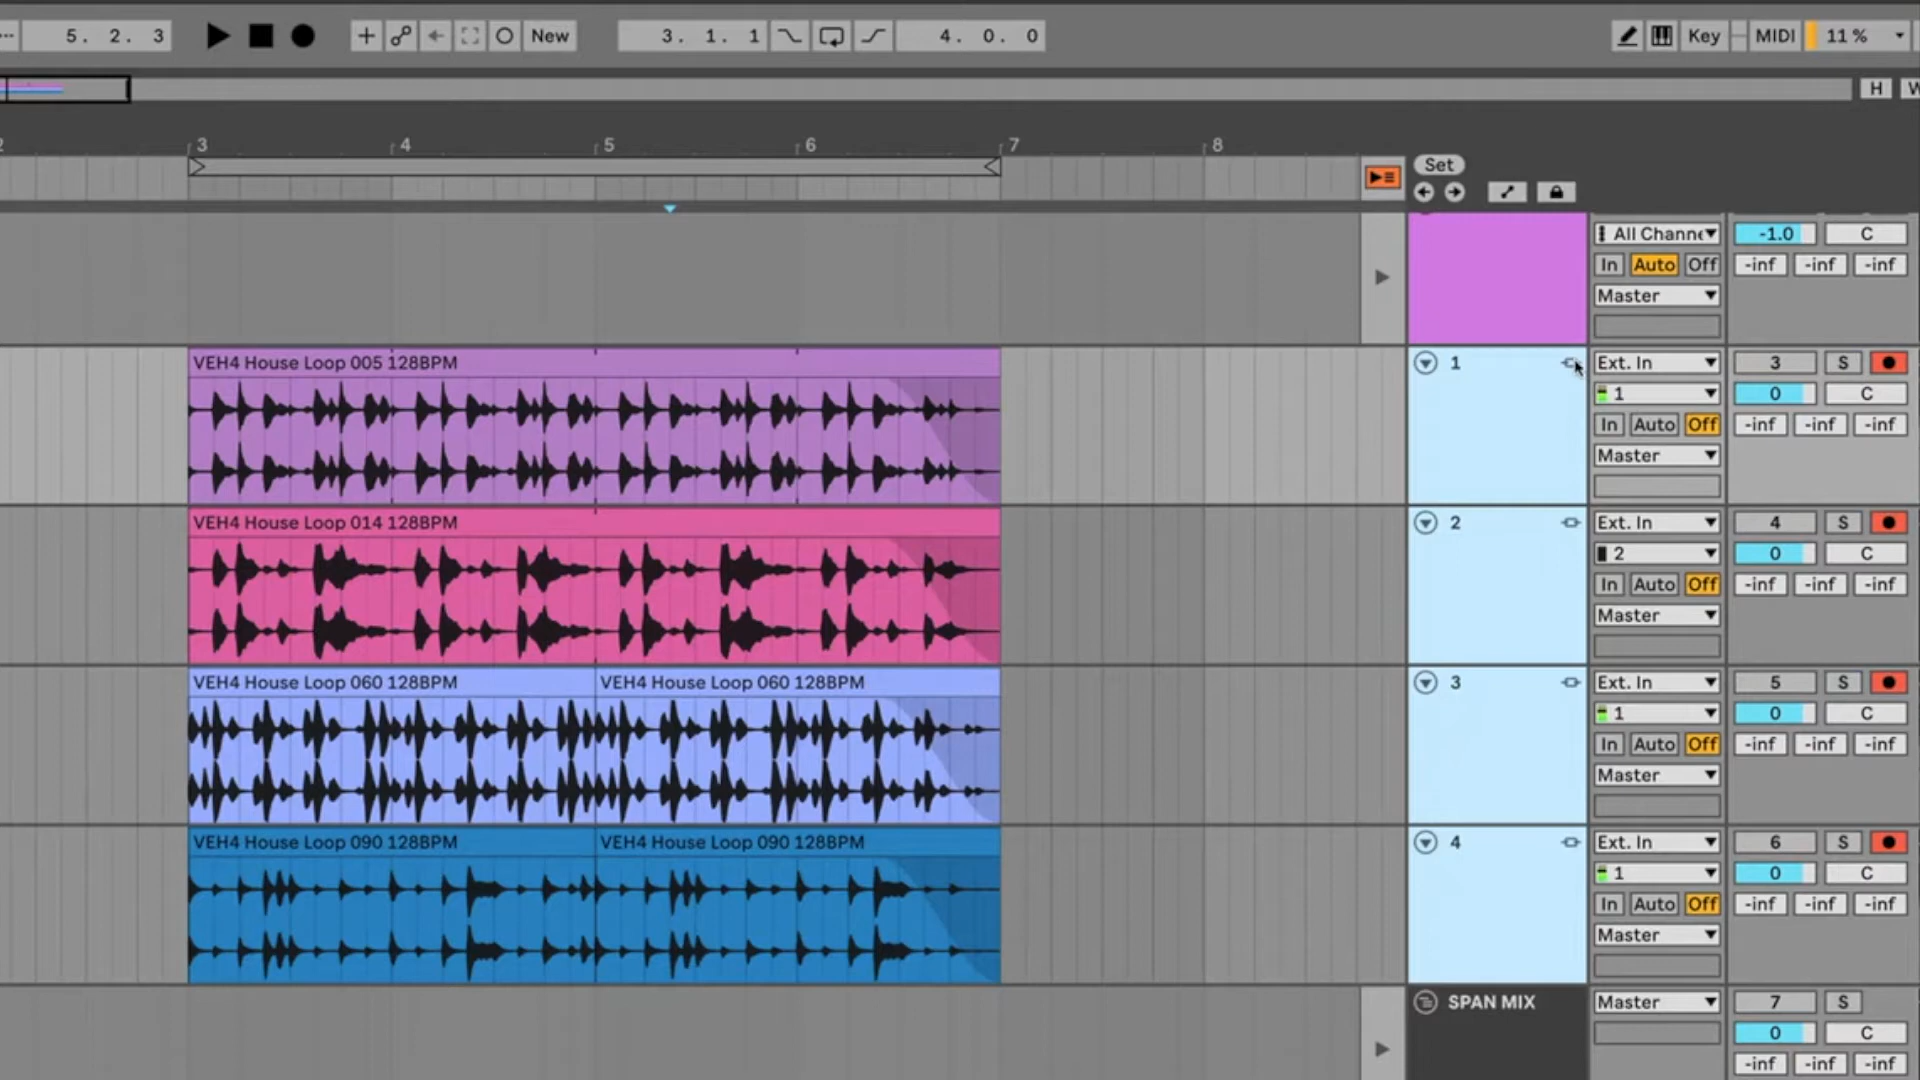 5. 2. 3 New 3. 1. 1 4. 0. 0 Key MIDI 11 %
H
2 3 4 5 6 7 8
Set
All Channe -1.0 C
In Auto Off -inf -inf -inf
Master
VEH4 House Loop 005 128BPM 1 Ext. In 3 S
1 0 C
In Auto Off -inf -inf -inf
Master
VEH4 House Loop 014 128BPM 2 Ext. In 4 S
2 0 C
In Auto Off -inf -inf -inf
Master
VEH4 House Loop 060 128BPM VEH4 House Loop 060 128BPM 3 Ext. In 5 S
1 0 C
In Auto Off -inf -inf -inf
Master
VEH4 House Loop 090 128BPM VEH4 House Loop 090 128BPM 4 Ext. In 6 S
1 0 C
In Auto Off -inf -inf -inf
Master
SPAN MIX Master 7 S
0 C
-inf -inf -inf